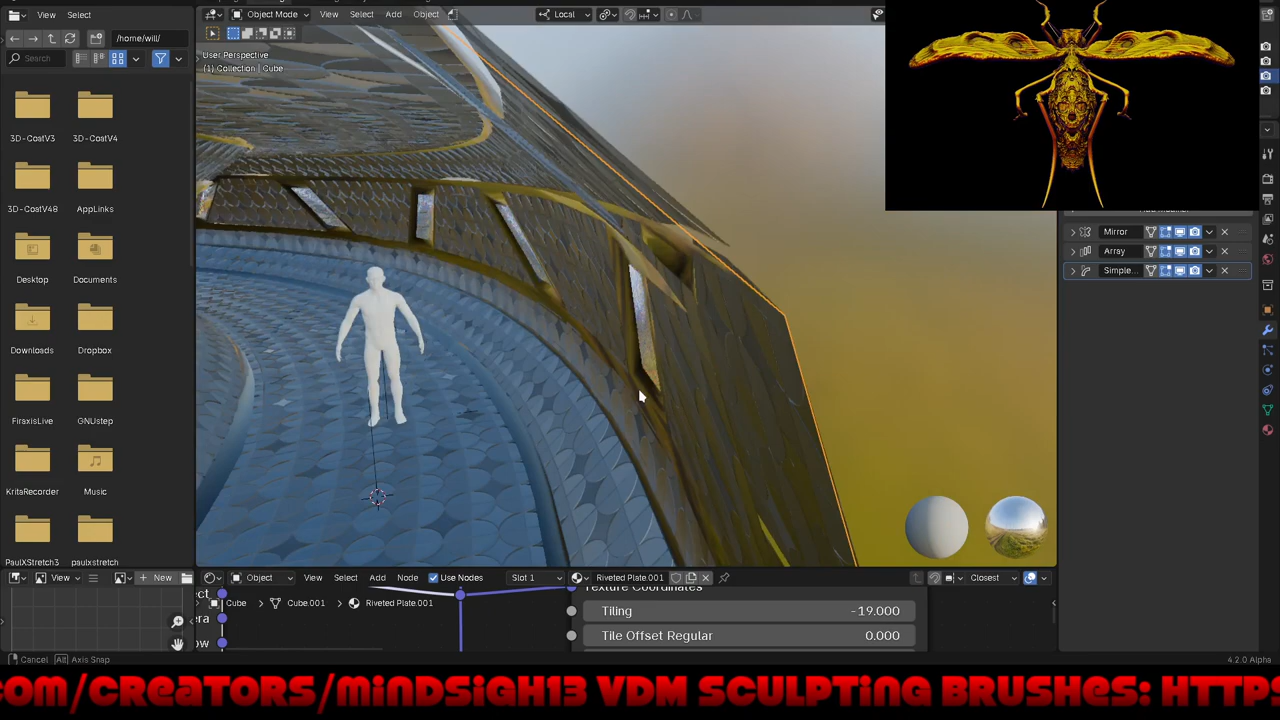 View Select
Object Mode View Select Add Object Local
/home/will/
Search
User Perspective
(1) Collection | Cube
3D-CoatV3 3D-CoatV4
3D-CoatV48 AppLinks
Desktop Documents
Downloads Dropbox
FiraxisLive GNUstep
KritaRecorder Music
PaulXStretch3 paulxstretch
Mirror
Array
Simple...
View New Object View Select Add Node Use Nodes Slot 1 Riveted Plate.001 Closest
Cube Cube.001 Riveted Plate.001
Texture Coordinates
Tiling -19.000
Tile Offset Regular 0.000
Cancel Alt Axis Snap
4.2.0 Alpha
com/creators/mindsigh13 VDM Sculpting Brushes: https